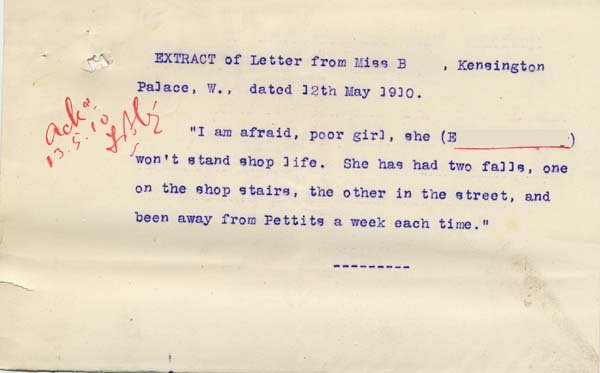 EXTRACT of Letter from Miss B , Kensington
Palace, W., dated 12th May 1910.
ack^d
13.5.10
"I am afraid, poor girl, she (E )
won't stand shop life. She has had two falls, one
on the shop stairs, the other in the street, and
been away from Pettits a week each time."
---------